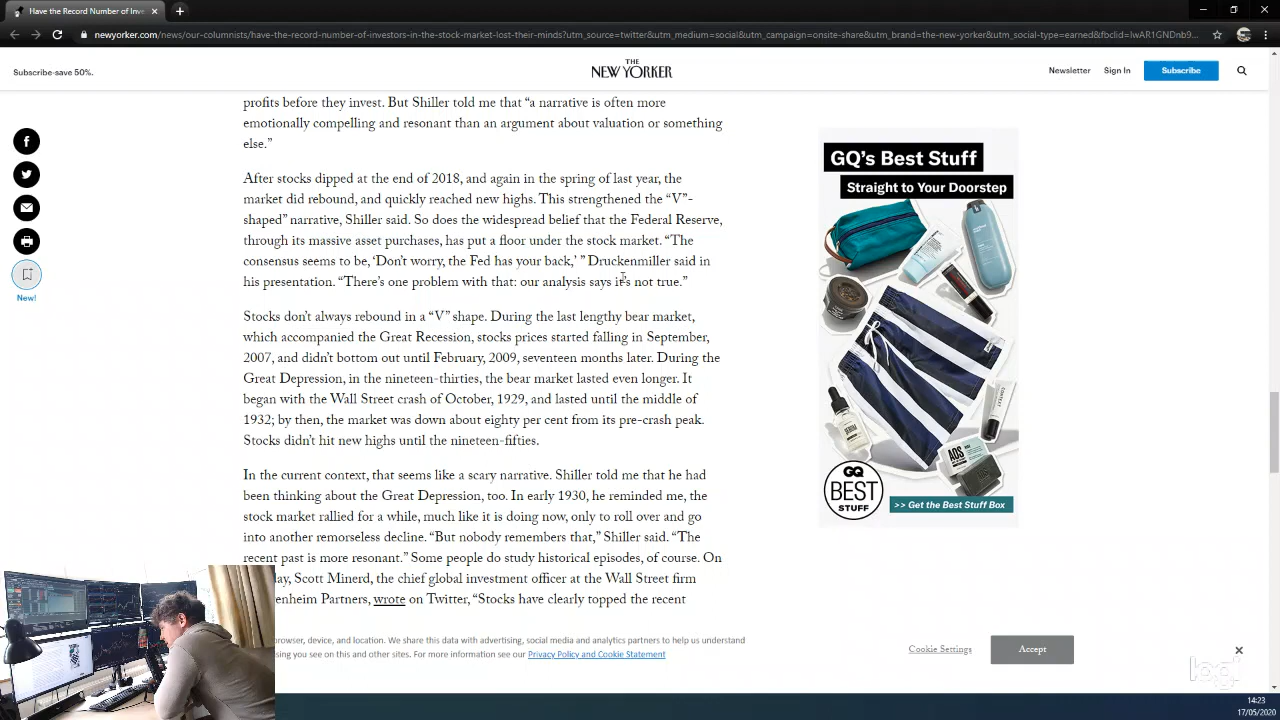 Have the Record Number of Inve
newyorker.com/news/our-columnists/have-the-record-number-of-investors-in-the-stock-market-lost-their-minds?utm_source=twitter&utm_medium=social&utm_campaign=onsite-share&utm_brand=the-new-yorker&utm_social-type=earned&fbclid=IwAR1GNDnb9...
Subscribe-save 50%.
THE
NEW YORKER
Newsletter
Sign In
Subscribe
profits before they invest. But Shiller told me that “a narrative is often more
emotionally compelling and resonant than an argument about valuation or something
else.”
After stocks dipped at the end of 2018, and again in the spring of last year, the
market did rebound, and quickly reached new highs. This strengthened the “V”-
shaped” narrative, Shiller said. So does the widespread belief that the Federal Reserve,
through its massive asset purchases, has put a floor under the stock market. “The
consensus seems to be, ‘Don’t worry, the Fed has your back,’ ” Druckenmiller said in
his presentation. “There’s one problem with that: our analysis says it’s not true.”
Stocks don’t always rebound in a “V” shape. During the last lengthy bear market,
which accompanied the Great Recession, stocks prices started falling in September,
2007, and didn’t bottom out until February, 2009, seventeen months later. During the
Great Depression, in the nineteen-thirties, the bear market lasted even longer. It
began with the Wall Street crash of October, 1929, and lasted until the middle of
1932; by then, the market was down about eighty per cent from its pre-crash peak.
Stocks didn’t hit new highs until the nineteen-fifties.
In the current context, that seems like a scary narrative. Shiller told me that he had
been thinking about the Great Depression, too. In early 1930, he reminded me, the
stock market rallied for a while, much like it is doing now, only to roll over and go
into another remorseless decline. “But nobody remembers that,” Shiller said. “The
recent past is more resonant.” Some people do study historical episodes, of course. On
ay, Scott Minerd, the chief global investment officer at the Wall Street firm
enheim Partners, wrote on Twitter, “Stocks have clearly topped the recent
New!
GQ's Best Stuff
Straight to Your Doorstep
AOS
GQ
BEST
STUFF
>> Get the Best Stuff Box
browser, device, and location. We share this data with advertising, social media and analytics partners to help us understand
ising you see on this and other sites. For more information see our Privacy Policy and Cookie Statement
Cookie Settings
Accept
14:23
17/05/2020